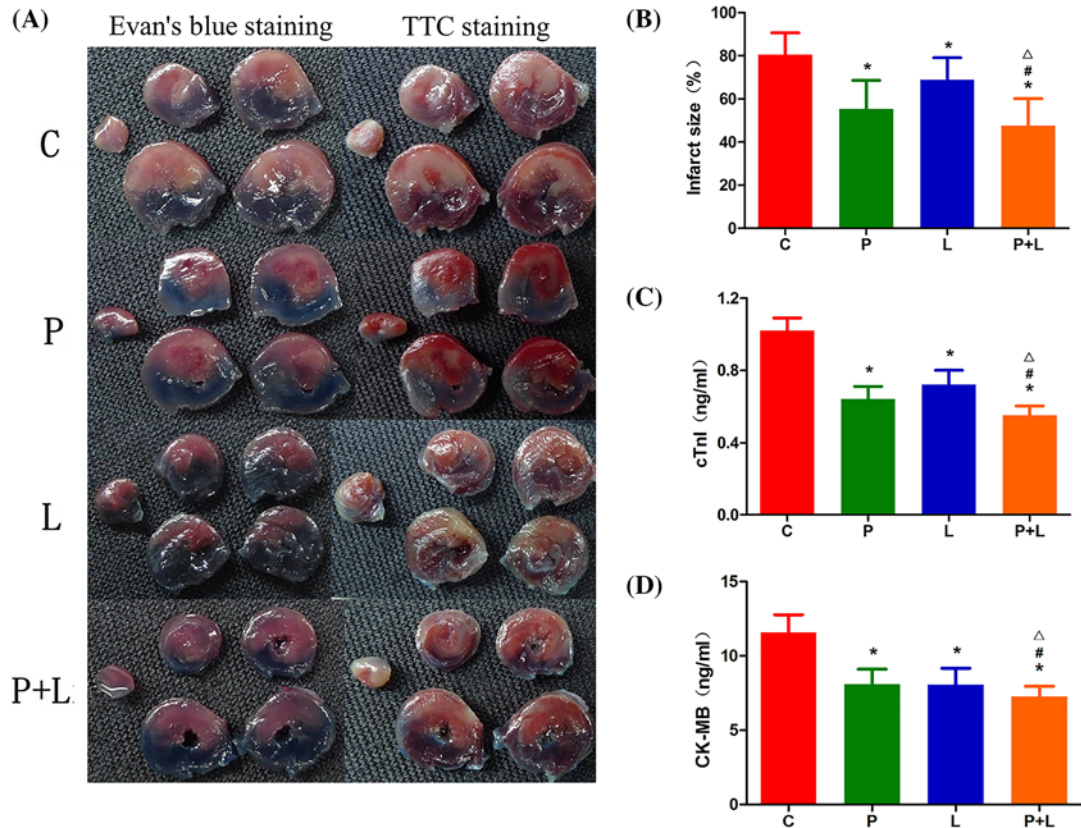 (A)
Evan's blue staining
TTC staining
C
P
L
P+L
(B)
Infarct size (%)
100
80
60
40
20
0
*
*
△
#
*
C
P
L
P+L
(C)
cTnI (ng/ml)
1.2
0.8
0.4
0.0
*
*
△
#
*
C
P
L
P+L
(D)
CK-MB (ng/ml)
15
10
5
0
*
*
△
#
*
C
P
L
P+L